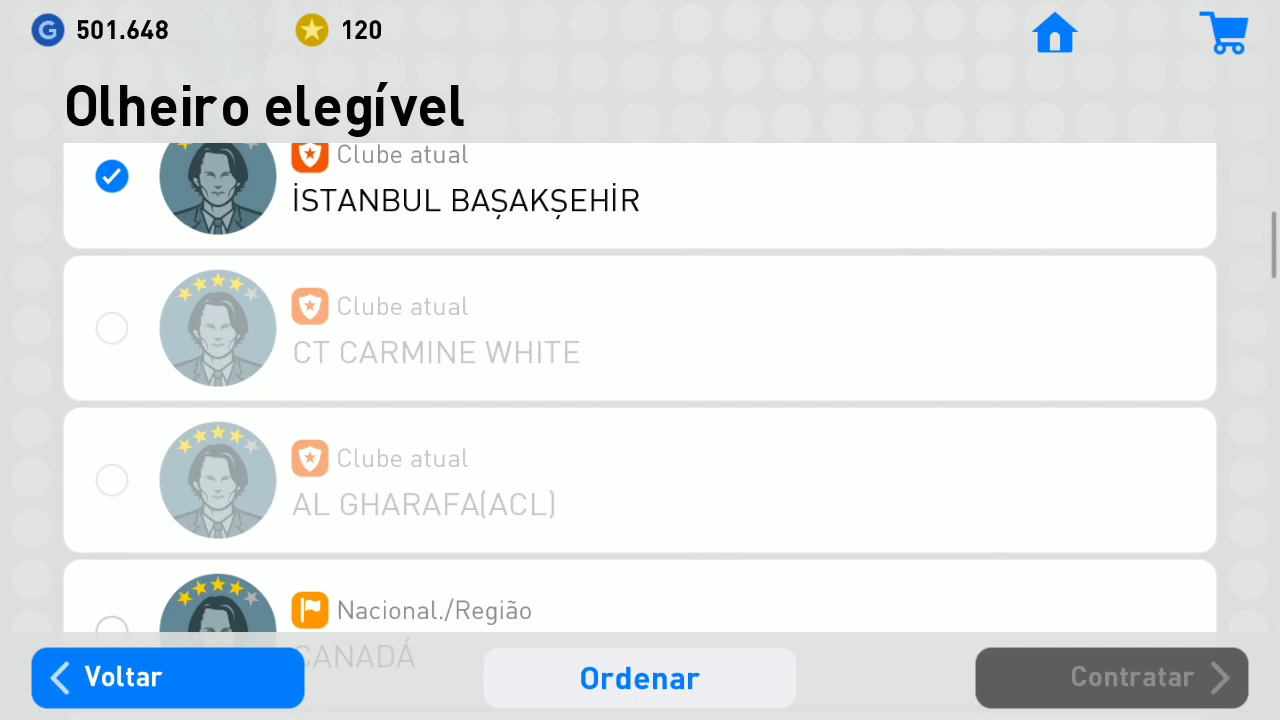 501.648 120
Olheiro elegível
Clube atual
İSTANBUL BAŞAKŞEHİR
Clube atual
CT CARMINE WHITE
Clube atual
AL GHARAFA(ACL)
Nacional./Região
CANADÁ
Voltar Ordenar Contratar